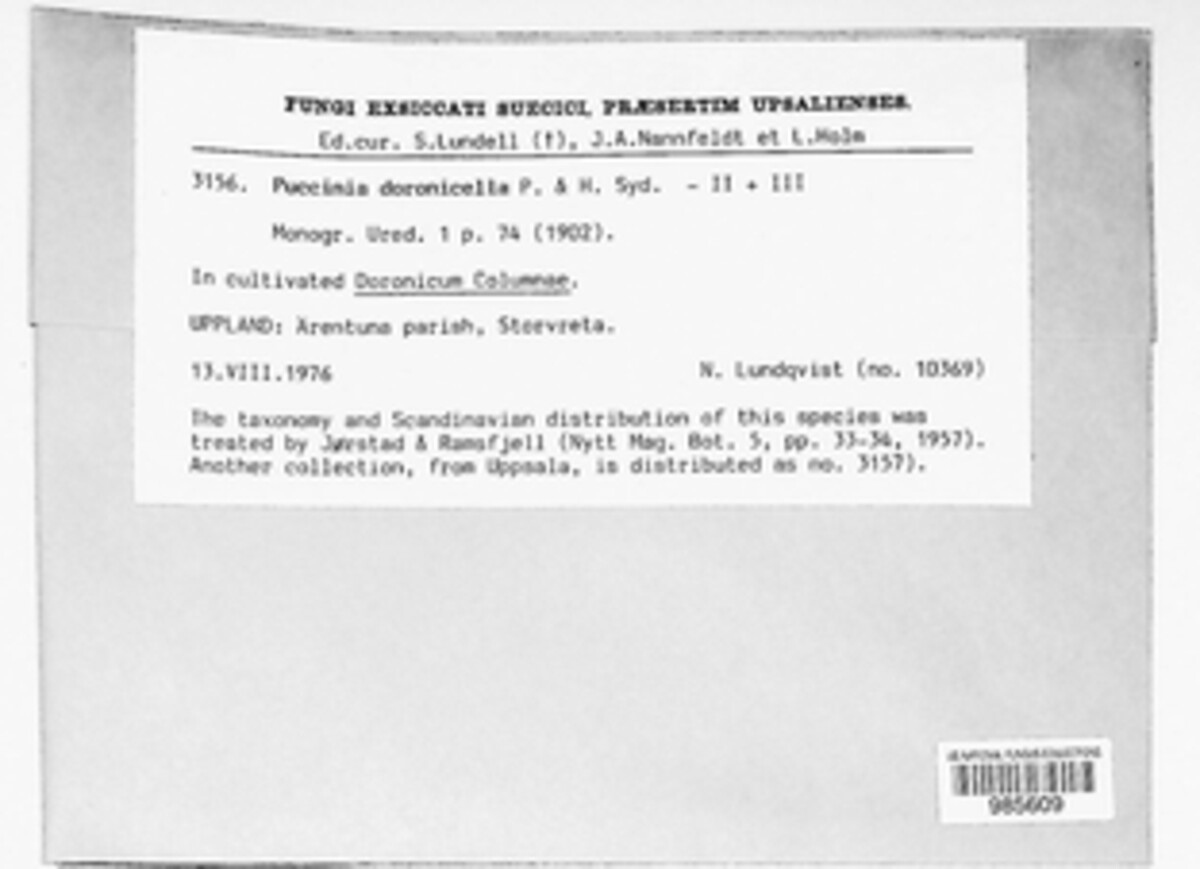 FUNGI EXSICCATI SUECICI, PRÆSERTIM UPSALIENSES.
Ed.cur. S.Lundell (†), J.A.Nannfeldt et L.Holm
3156. Puccinia doronicella P. & H. Syd. - II + III
Monogr. Ured. 1 p. 74 (1902).
In cultivated Doronicum Columnae.
UPPLAND: Ärentuna parish, Storvreta.
13.VIII.1976 N. Lundqvist (no. 10369)
The taxonomy and Scandinavian distribution of this species was
treated by Jørstad & Ramsfjell (Nytt Mag. Bot. 5, pp. 33-34, 1957).
Another collection, from Uppsala, is distributed as no. 3157).
985609